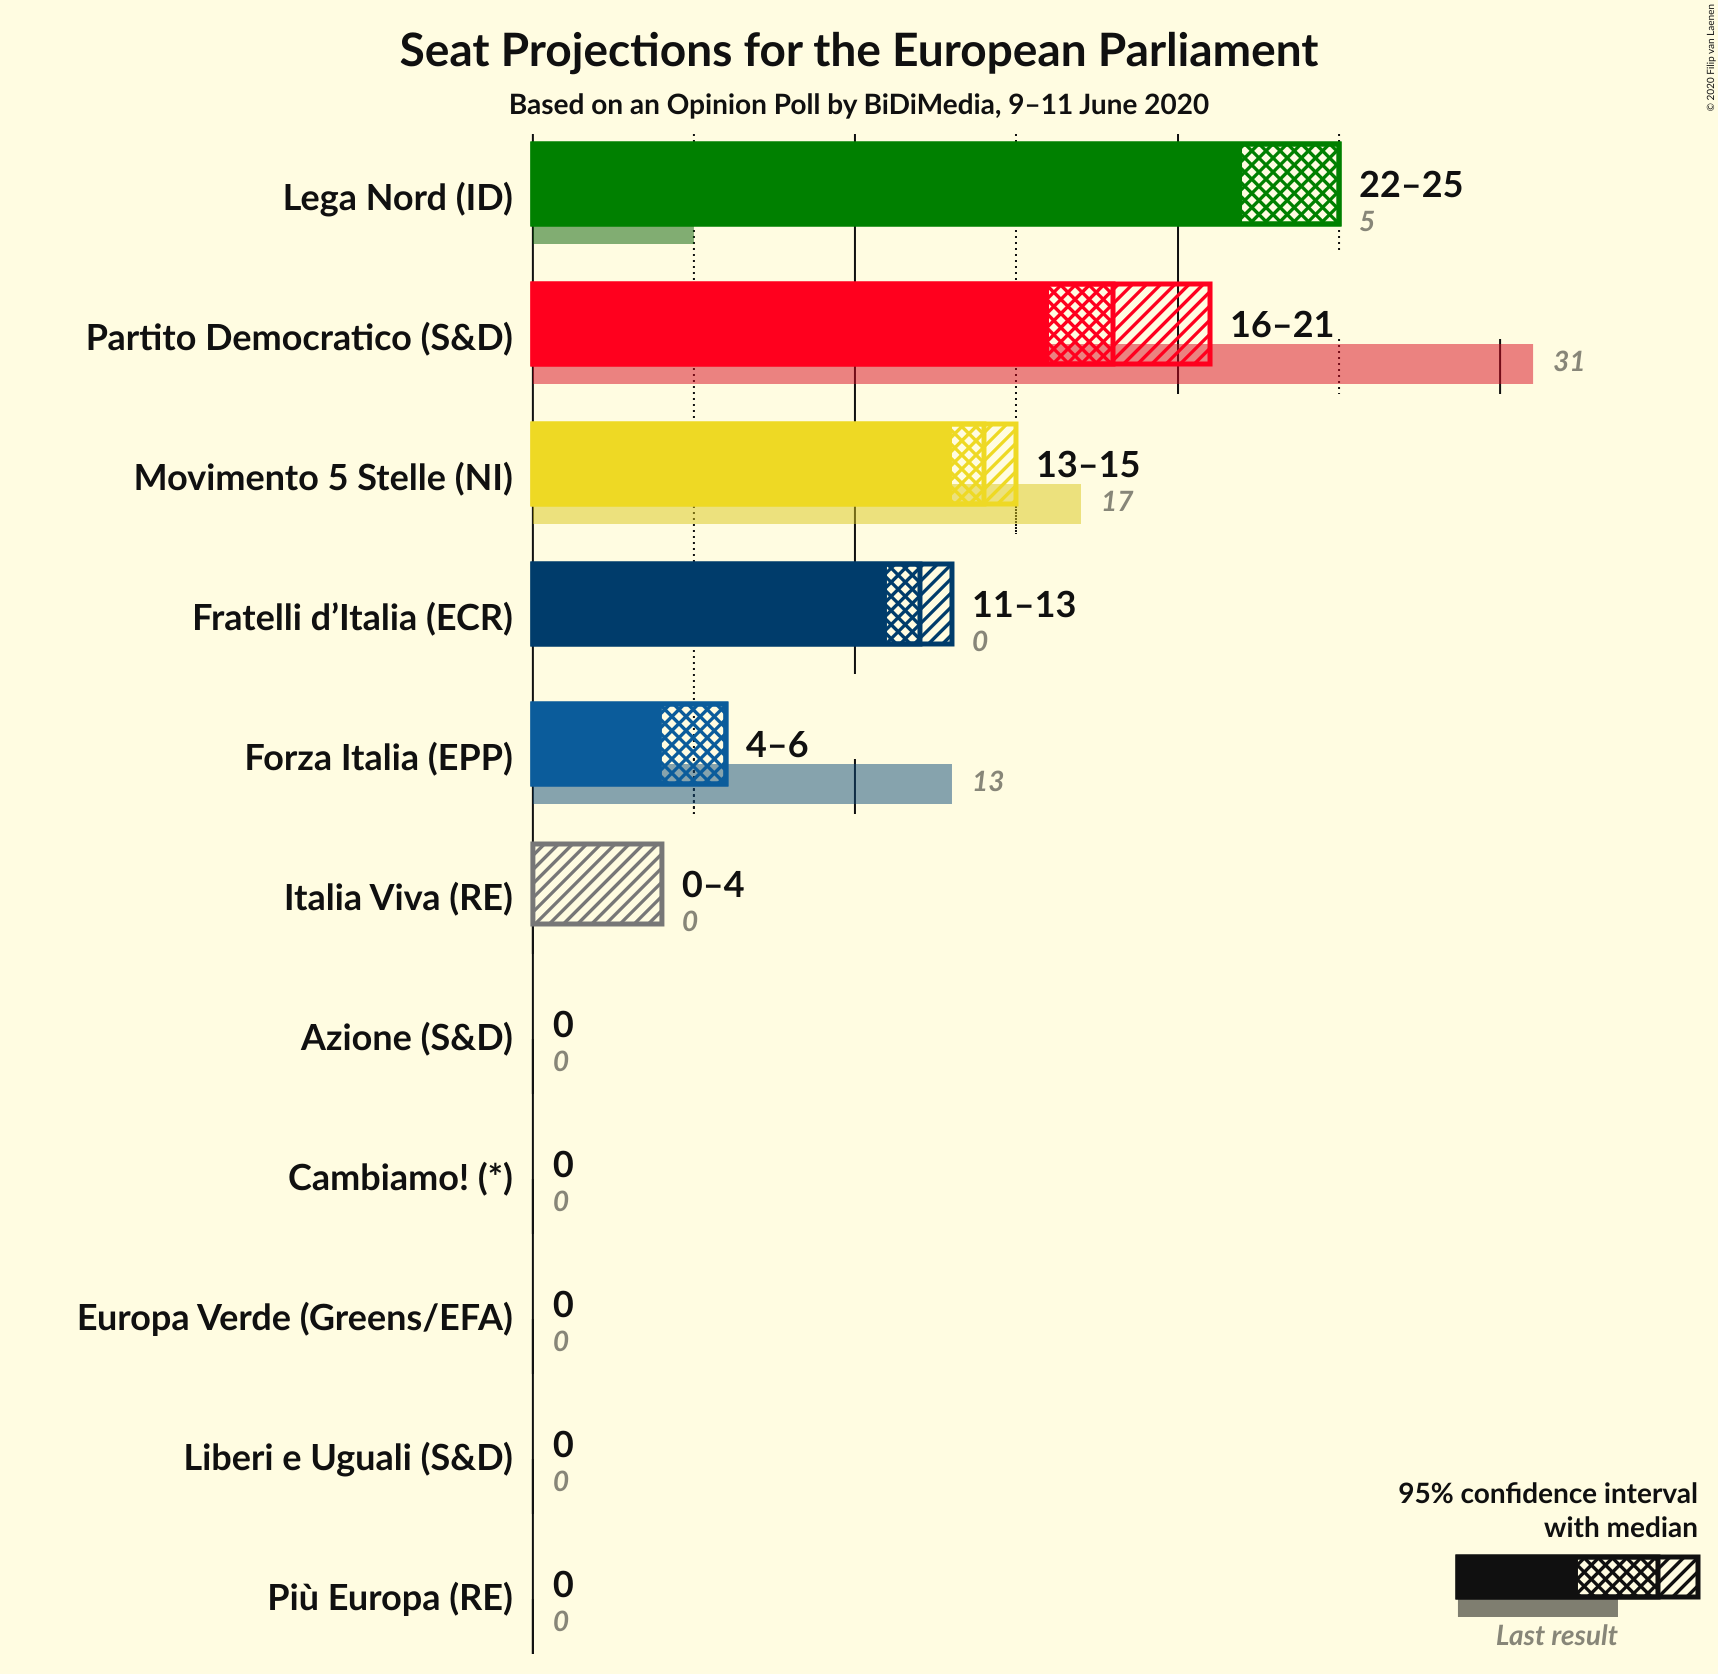 Seat Projections for the European Parliament
Based on an Opinion Poll by BiDiMedia, 9–11 June 2020
© 2020 Filip van Laenen
Lega Nord (ID)
22–25
5
Partito Democratico (S&D)
16–21
31
Movimento 5 Stelle (NI)
13–15
17
Fratelli d’Italia (ECR)
11–13
0
Forza Italia (EPP)
4–6
13
Italia Viva (RE)
0–4
0
Azione (S&D)
0
0
Cambiamo! (*)
0
0
Europa Verde (Greens/EFA)
0
0
Liberi e Uguali (S&D)
0
0
Più Europa (RE)
0
0
95% confidence interval
with median
Last result